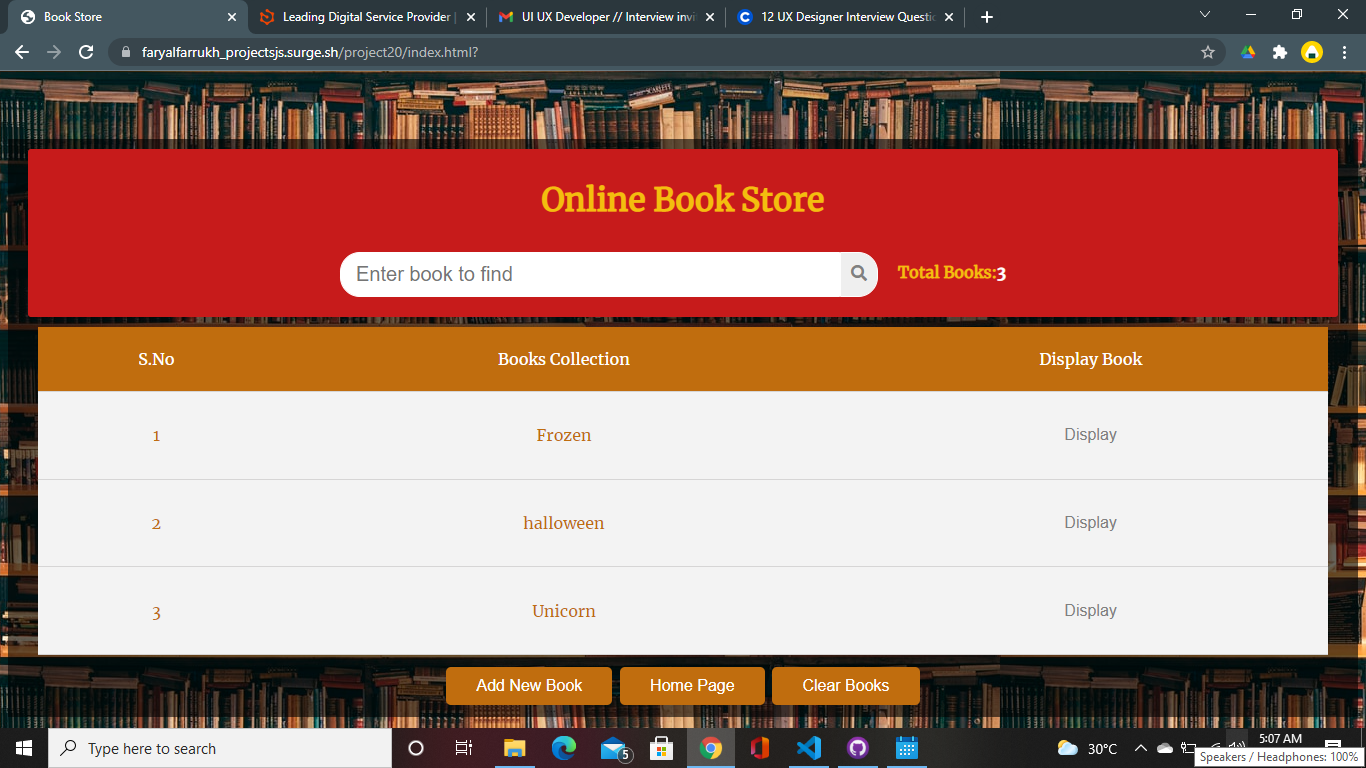 Book Store
Leading Digital Service Provider |
UI UX Developer // Interview invi
12 UX Designer Interview Questi
faryalfarrukh_projectsjs.surge.sh/project20/index.html?
Online Book Store
Enter book to find
Total Books:3
S.No Books Collection Display Book
1 Frozen Display
2 halloween Display
3 Unicorn Display
Add New Book Home Page Clear Books
Type here to search
5
30°C
5:07 AM
Speakers / Headphones: 100%